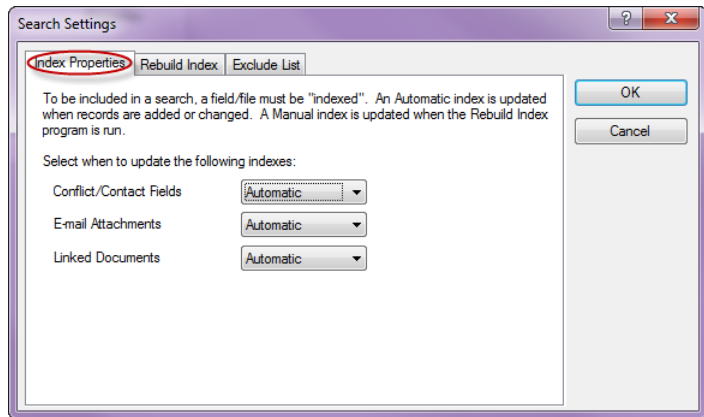 Search Settings
?
X
Index Properties
Rebuild Index
Exclude List
To be included in a search, a field/file must be "indexed". An Automatic index is updated
when records are added or changed. A Manual index is updated when the Rebuild Index
program is run.
Select when to update the following indexes:
Conflict/Contact Fields Automatic
E-mail Attachments Automatic
Linked Documents Automatic
OK
Cancel